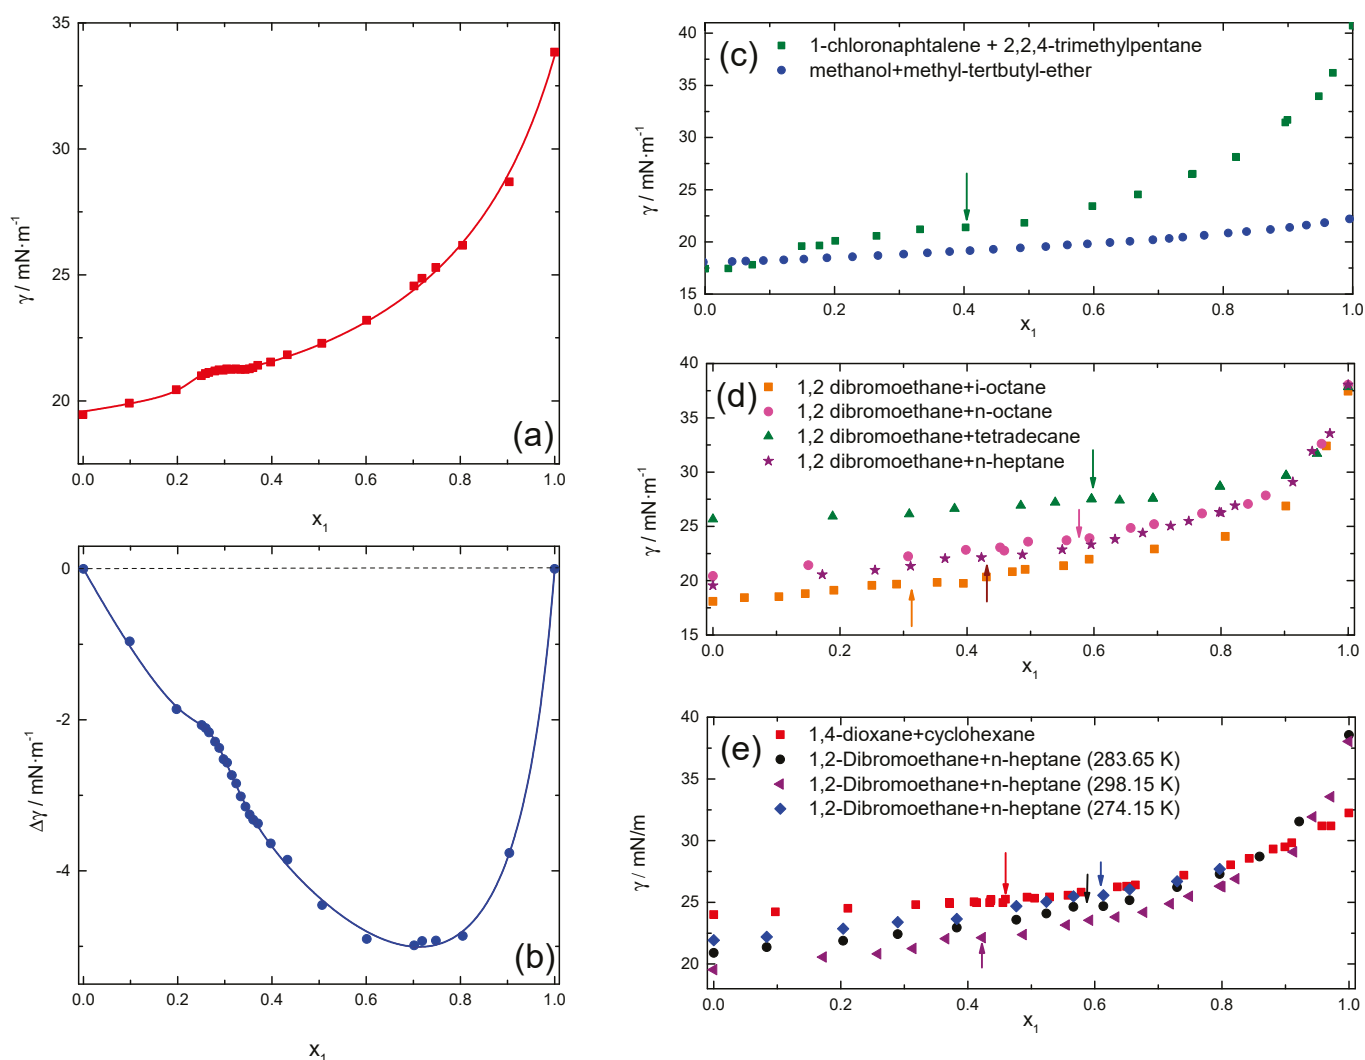 35
30
25
20
γ / mN·m⁻¹
(a)
0.0 0.2 0.4 0.6 0.8 1.0
x₁
0
-2
-4
Δγ / mN·m⁻¹
(b)
0.0 0.2 0.4 0.6 0.8 1.0
x₁
40
35
30
25
20
15
γ / mN·m⁻¹
(c)
1-chloronaphtalene + 2,2,4-trimethylpentane
methanol+methyl-tertbutyl-ether
0.0 0.2 0.4 0.6 0.8 1.0
x₁
40
35
30
25
20
15
γ / mN·m⁻¹
(d)
1,2 dibromoethane+i-octane
1,2 dibromoethane+n-octane
1,2 dibromoethane+tetradecane
1,2 dibromoethane+n-heptane
0.0 0.2 0.4 0.6 0.8 1.0
x₁
40
35
30
25
20
γ / mN/m
(e)
1,4-dioxane+cyclohexane
1,2-Dibromoethane+n-heptane (283.65 K)
1,2-Dibromoethane+n-heptane (298.15 K)
1,2-Dibromoethane+n-heptane (274.15 K)
0.0 0.2 0.4 0.6 0.8 1.0
x₁